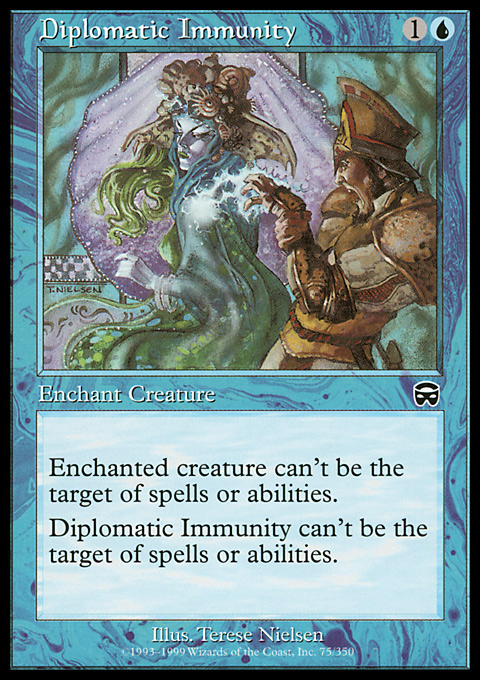 Diplomatic Immunity 1
T. NIELSEN
Enchant Creature
Enchanted creature can't be the
target of spells or abilities.
Diplomatic Immunity can't be the
target of spells or abilities.
Illus. Terese Nielsen
©1993-1999 Wizards of the Coast, Inc. 75/350